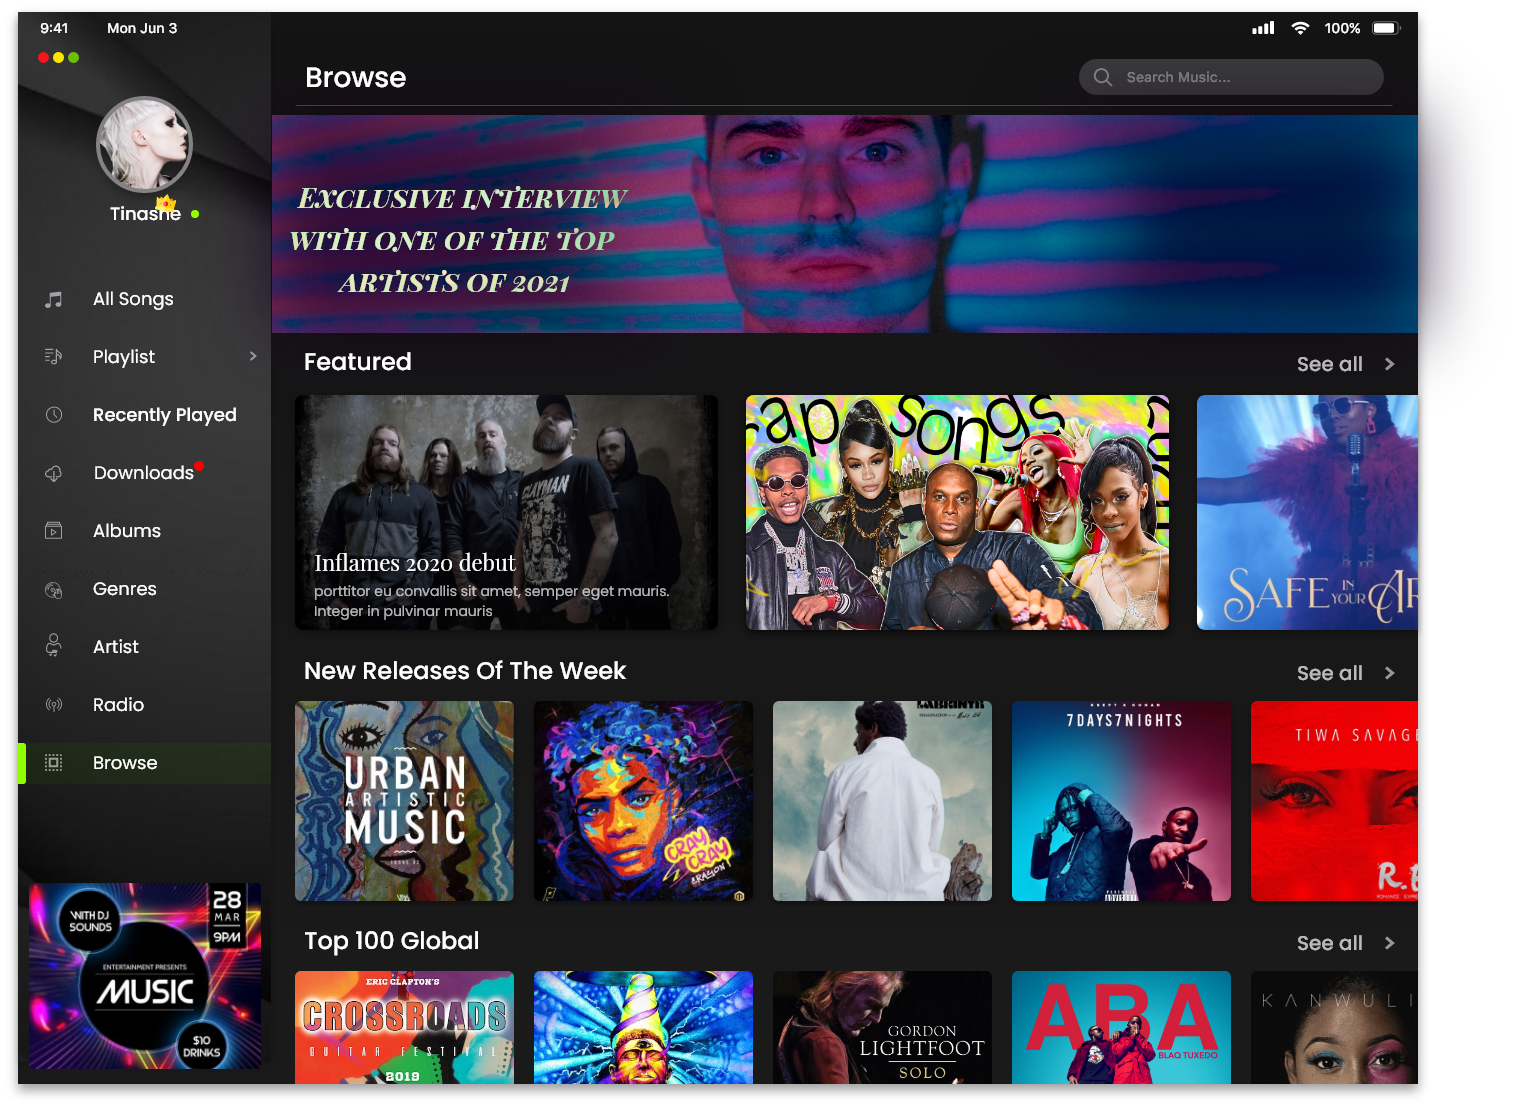 9:41
Mon Jun 3
100%
Browse
Search Music...
Tinashe
EXCLUSIVE INTERVIEW
WITH ONE OF THE TOP
ARTISTS OF 2021
All Songs
Playlist
Recently Played
Downloads
Albums
Genres
Artist
Radio
Browse
WITH DJ
SOUNDS
28
MAR
9PM
ENTERTAINMENT PRESENTS
MUSIC
$10
DRINKS
Featured
See all
CLAYMAN
Inflames 2020 debut
porttitor eu convallis sit amet, semper eget mauris.
Integer in pulvinar mauris
rap songs
SAFE IN YOUR AR
New Releases Of The Week
See all
URBAN
ARTISTIC
MUSIC
CRAY
CRAY
CRAYON
LABYRINTH
7DAYS7NIGHTS
TIWA SAVAGE
R.
Top 100 Global
See all
ERIC CLAPTON'S
CROSSROADS
GUITAR FESTIVAL
2019
GORDON
LIGHTFOOT
SOLO
ABA
BLAQ TUXEDO
KANWULI